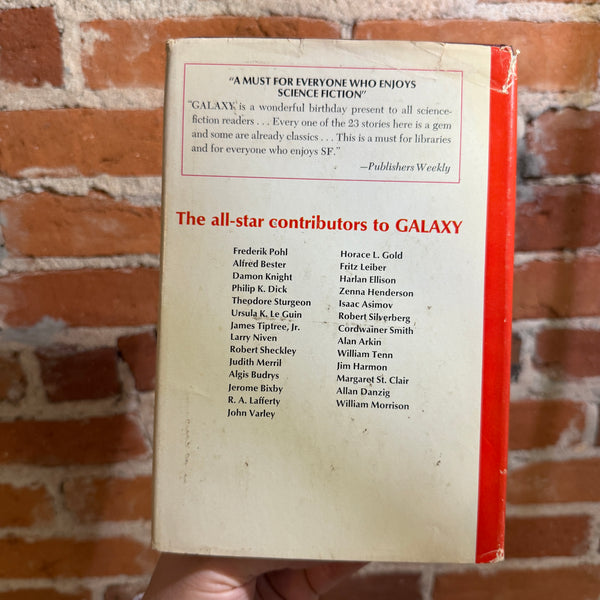 "A MUST FOR EVERYONE WHO ENJOYS
SCIENCE FICTION"
"GALAXY is a wonderful birthday present to all science-
fiction readers . . . Every one of the 23 stories here is a gem
and some are already classics . . . This is a must for libraries
and for everyone who enjoys SF."
—Publishers Weekly
The all-star contributors to GALAXY
Frederik Pohl
Alfred Bester
Damon Knight
Philip K. Dick
Theodore Sturgeon
Ursula K. Le Guin
James Tiptree, Jr.
Larry Niven
Robert Sheckley
Judith Merril
Algis Budrys
Jerome Bixby
R. A. Lafferty
John Varley
Horace L. Gold
Fritz Leiber
Harlan Ellison
Zenna Henderson
Isaac Asimov
Robert Silverberg
Cordwainer Smith
Alan Arkin
William Tenn
Jim Harmon
Margaret St. Clair
Allan Danzig
William Morrison